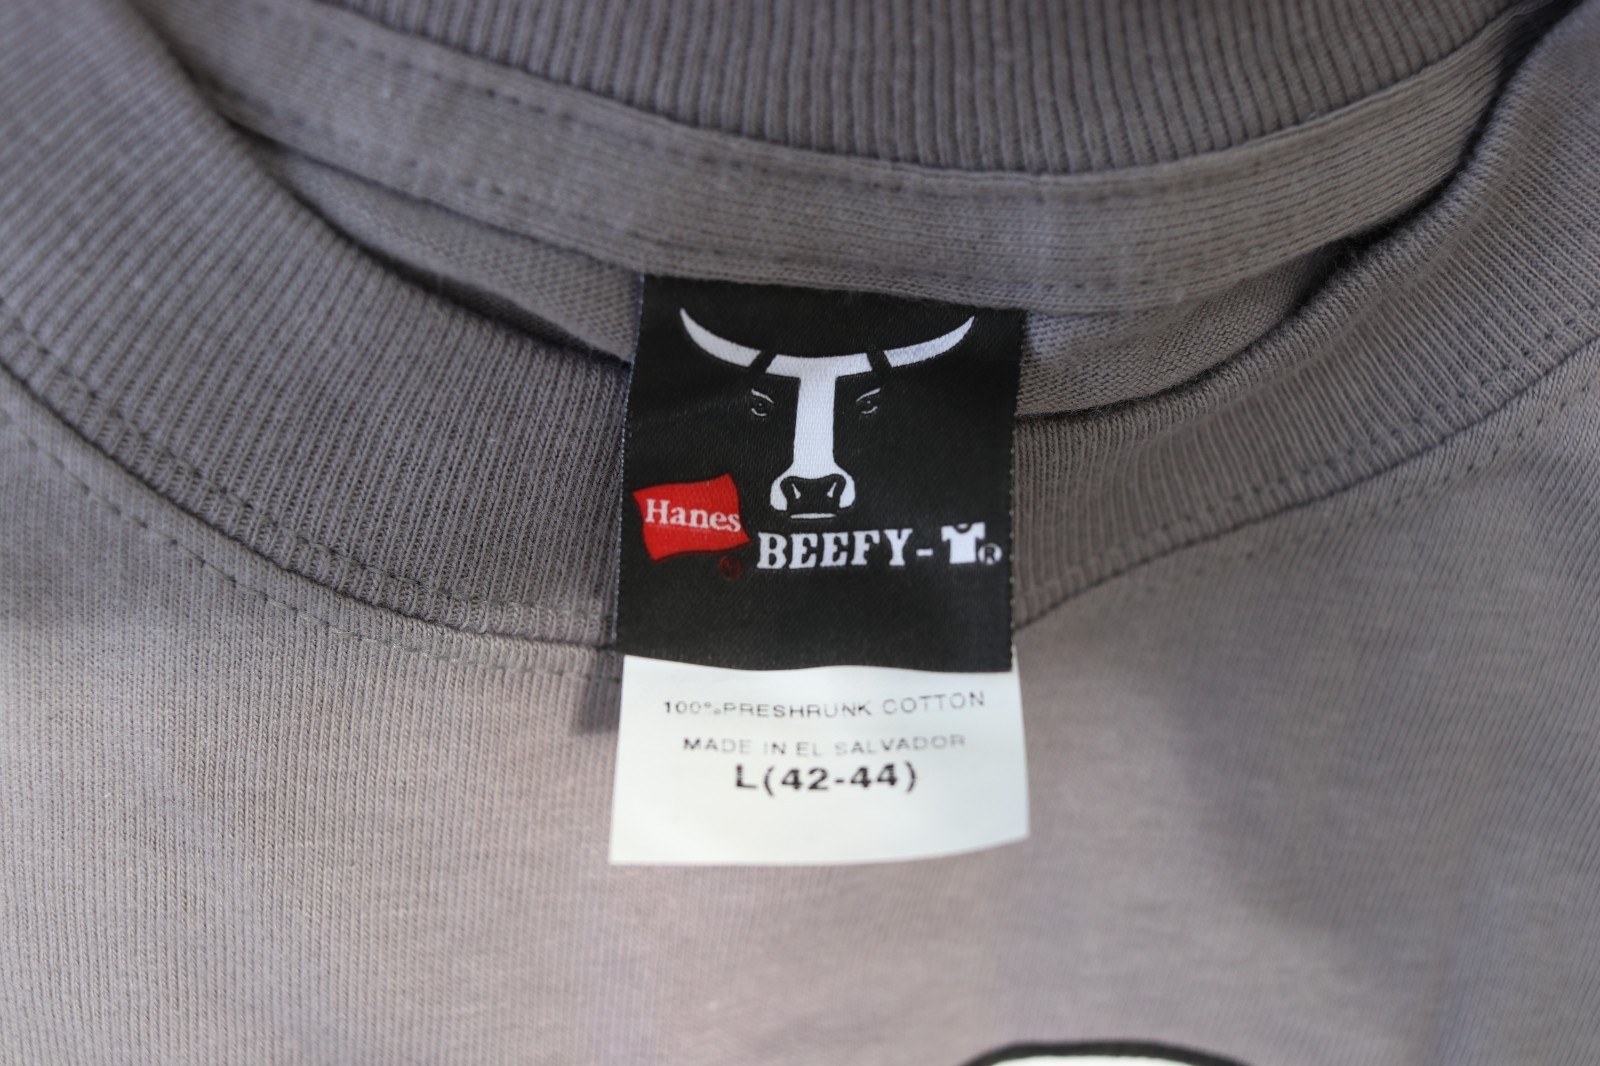 Hanes
BEEFY-T®
100% PRESHRUNK COTTON
MADE IN EL SALVADOR
L(42-44)